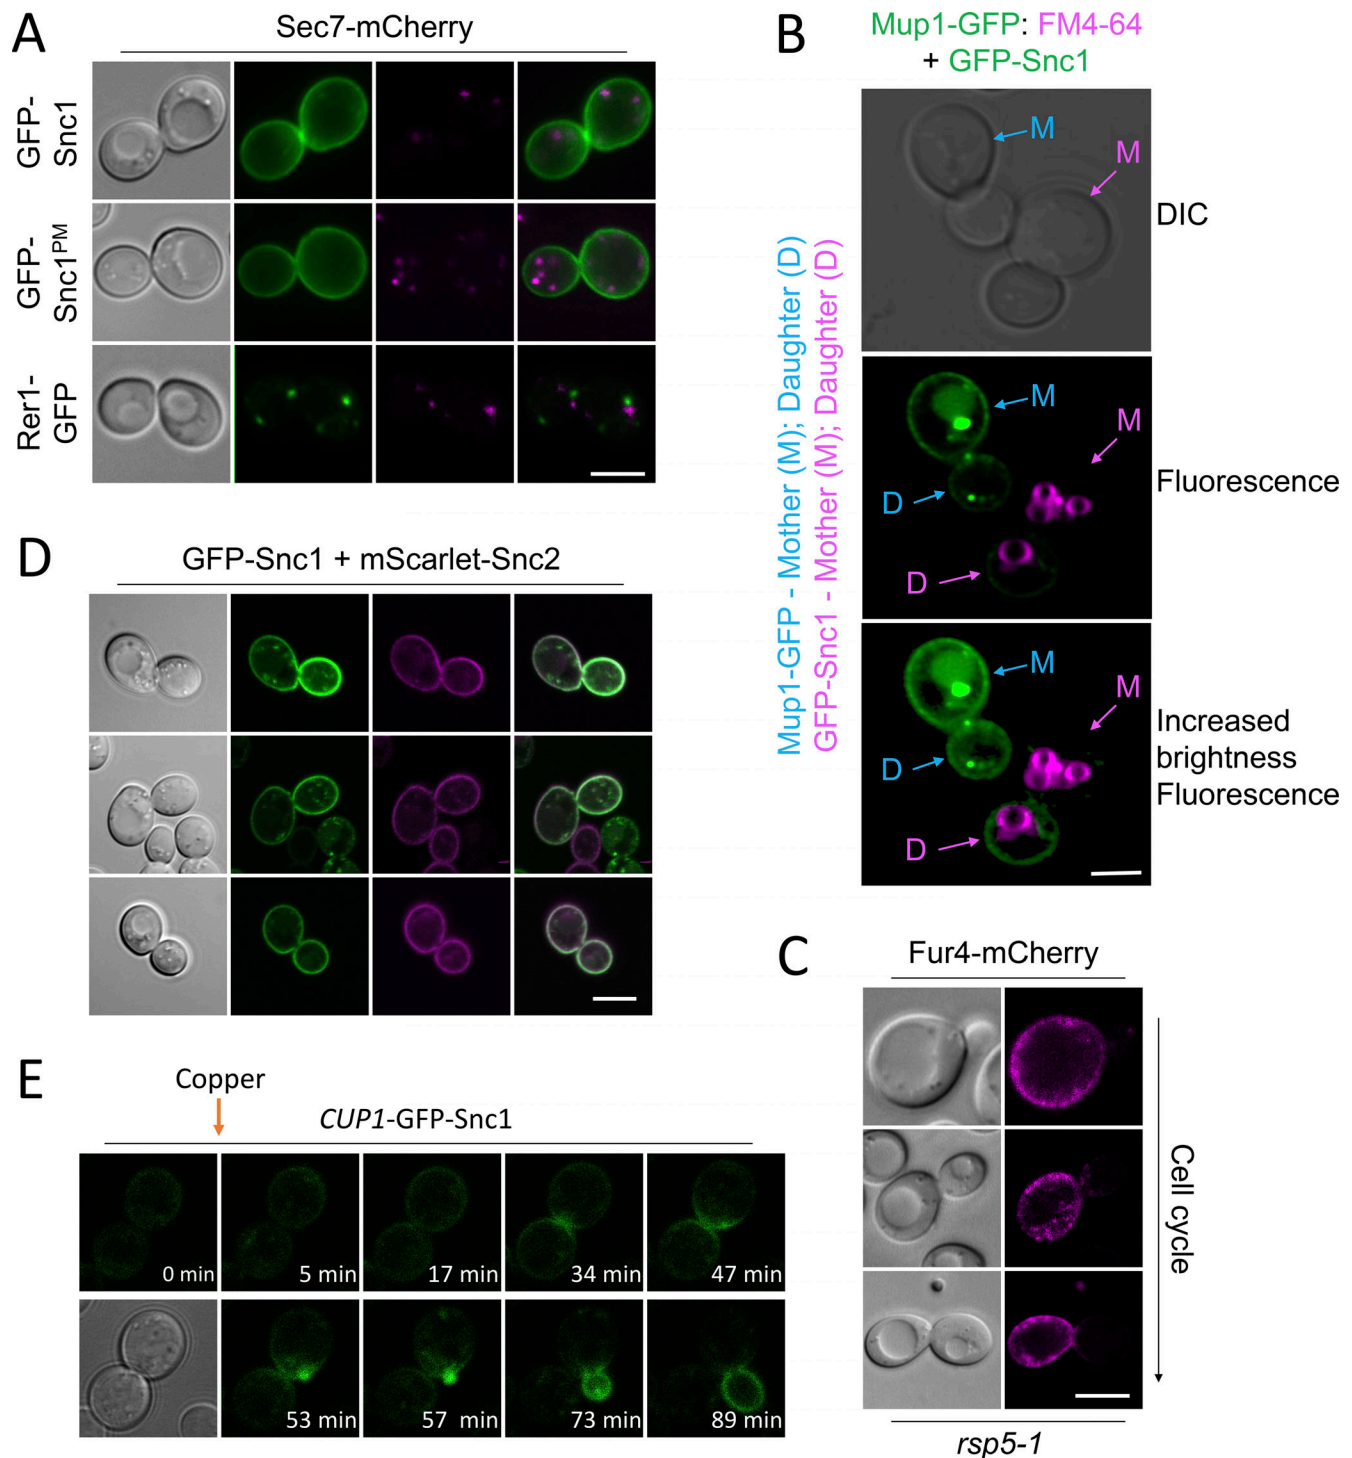 A
Sec7-mCherry
GFP-
Snc1
GFP-
Snc1PM
Rer1-
GFP
B
Mup1-GFP: FM4-64
+ GFP-Snc1
Mup1-GFP - Mother (M); Daughter (D)
GFP-Snc1 - Mother (M); Daughter (D)
M
M
DIC
M
M
D
D
Fluorescence
M
M
D
D
Increased
brightness
Fluorescence
C
Fur4-mCherry
Cell cycle
rsp5-1
D
GFP-Snc1 + mScarlet-Snc2
E
Copper
CUP1-GFP-Snc1
0 min
5 min
17 min
34 min
47 min
53 min
57 min
73 min
89 min